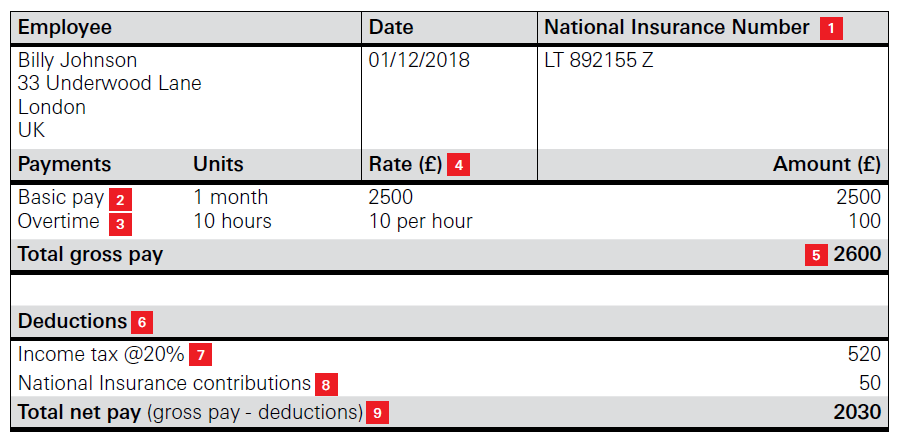 Employee Date National Insurance Number 1
Billy Johnson 01/12/2018 LT 892155 Z
33 Underwood Lane
London
UK
Payments Units Rate (£) 4 Amount (£)
Basic pay 2 1 month 2500 2500
Overtime 3 10 hours 10 per hour 100
Total gross pay 5 2600
Deductions 6
Income tax @20% 7 520
National Insurance contributions 8 50
Total net pay (gross pay - deductions) 9 2030